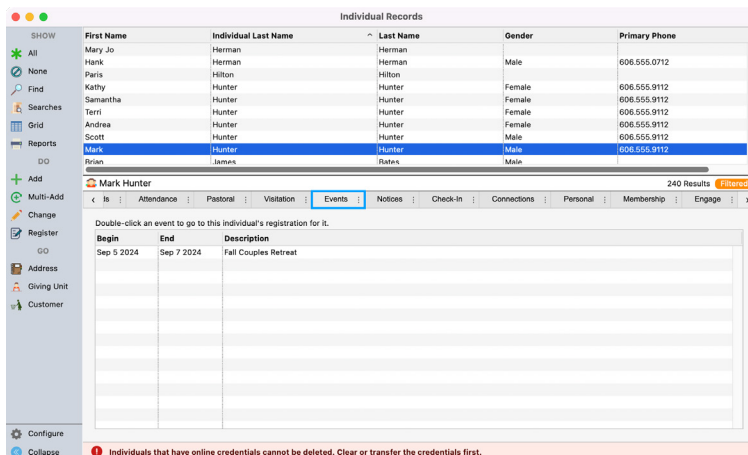 Individual Records
SHOW
All
None
Find
Searches
Grid
Reports
DO
Add
Multi-Add
Change
Register
GO
Address
Giving Unit
Customer
Configure
Collapse
First Name Individual Last Name Last Name Gender Primary Phone
Mary Jo Herman Herman
Hank Herman Herman Male 606.555.0712
Paris Hilton Hilton
Kathy Hunter Hunter Female 606.555.9112
Samantha Hunter Hunter Female 606.555.9112
Terri Hunter Hunter Female 606.555.9112
Andrea Hunter Hunter Female 606.555.9112
Scott Hunter Hunter Male 606.555.9112
Mark Hunter Hunter Male 606.555.9112
Brian James Bates Male
Mark Hunter 240 Results Filtered
ls Attendance Pastoral Visitation Events Notices Check-In Connections Personal Membership Engage
Double-click an event to go to this individual's registration for it.
Begin End Description
Sep 5 2024 Sep 7 2024 Fall Couples Retreat
Individuals that have online credentials cannot be deleted. Clear or transfer the credentials first.